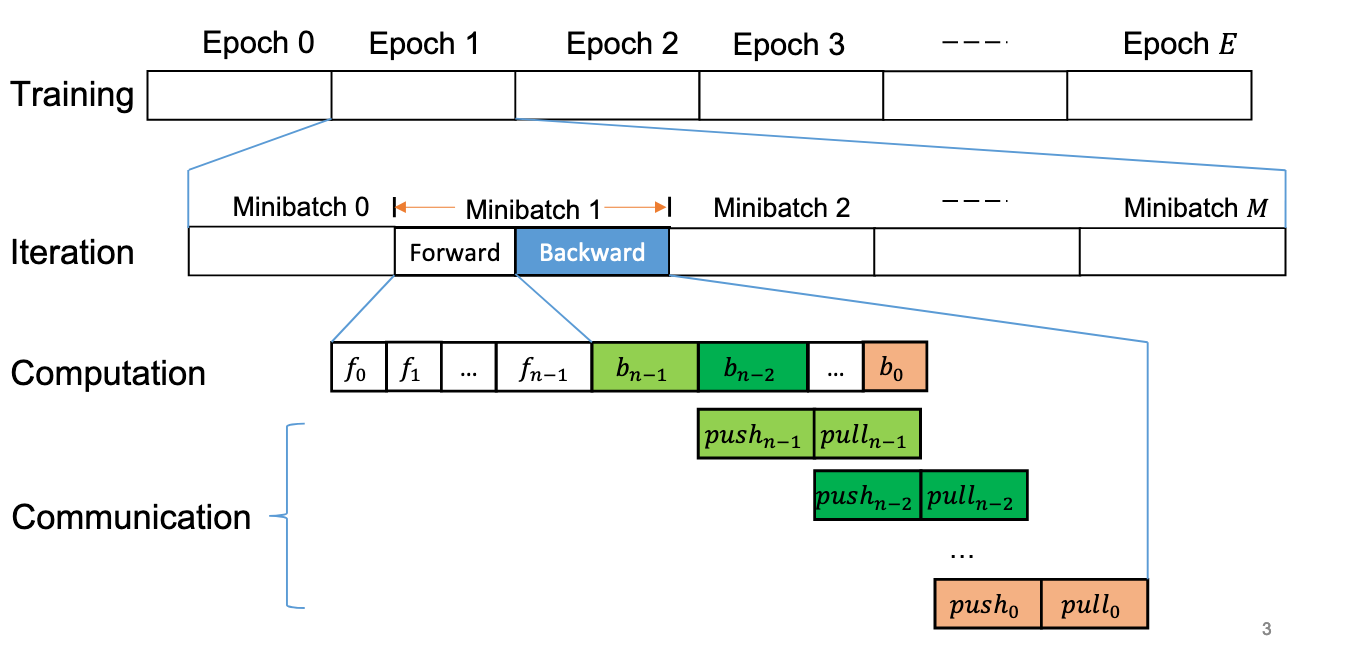 Epoch 0 Epoch 1 Epoch 2 Epoch 3 ---- Epoch E
Training
Minibatch 0 Minibatch 1 Minibatch 2 ---- Minibatch M
Iteration Forward Backward
Computation f₀ f₁ ... fₙ₋₁ bₙ₋₁ bₙ₋₂ ... b₀
pushₙ₋₁ pullₙ₋₁
pushₙ₋₂ pullₙ₋₂
Communication
...
push₀ pull₀
3